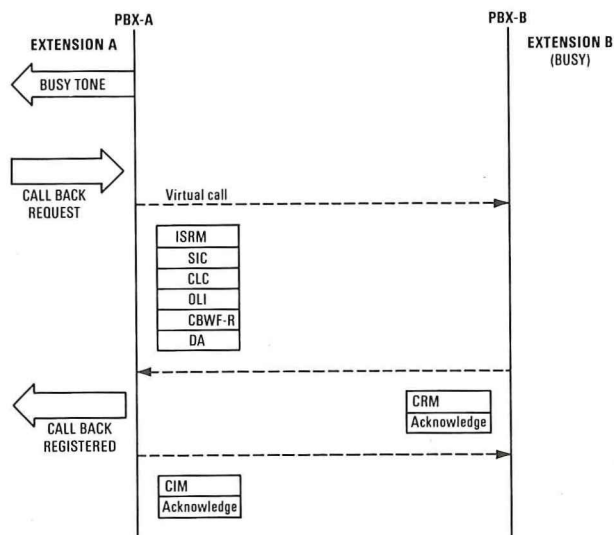 PBX-A
PBX-B
EXTENSION A
EXTENSION B
(BUSY)
BUSY TONE
CALL BACK
REQUEST
Virtual call
ISRM
SIC
CLC
OLI
CBWF-R
DA
CRM
Acknowledge
CALL BACK
REGISTERED
CIM
Acknowledge